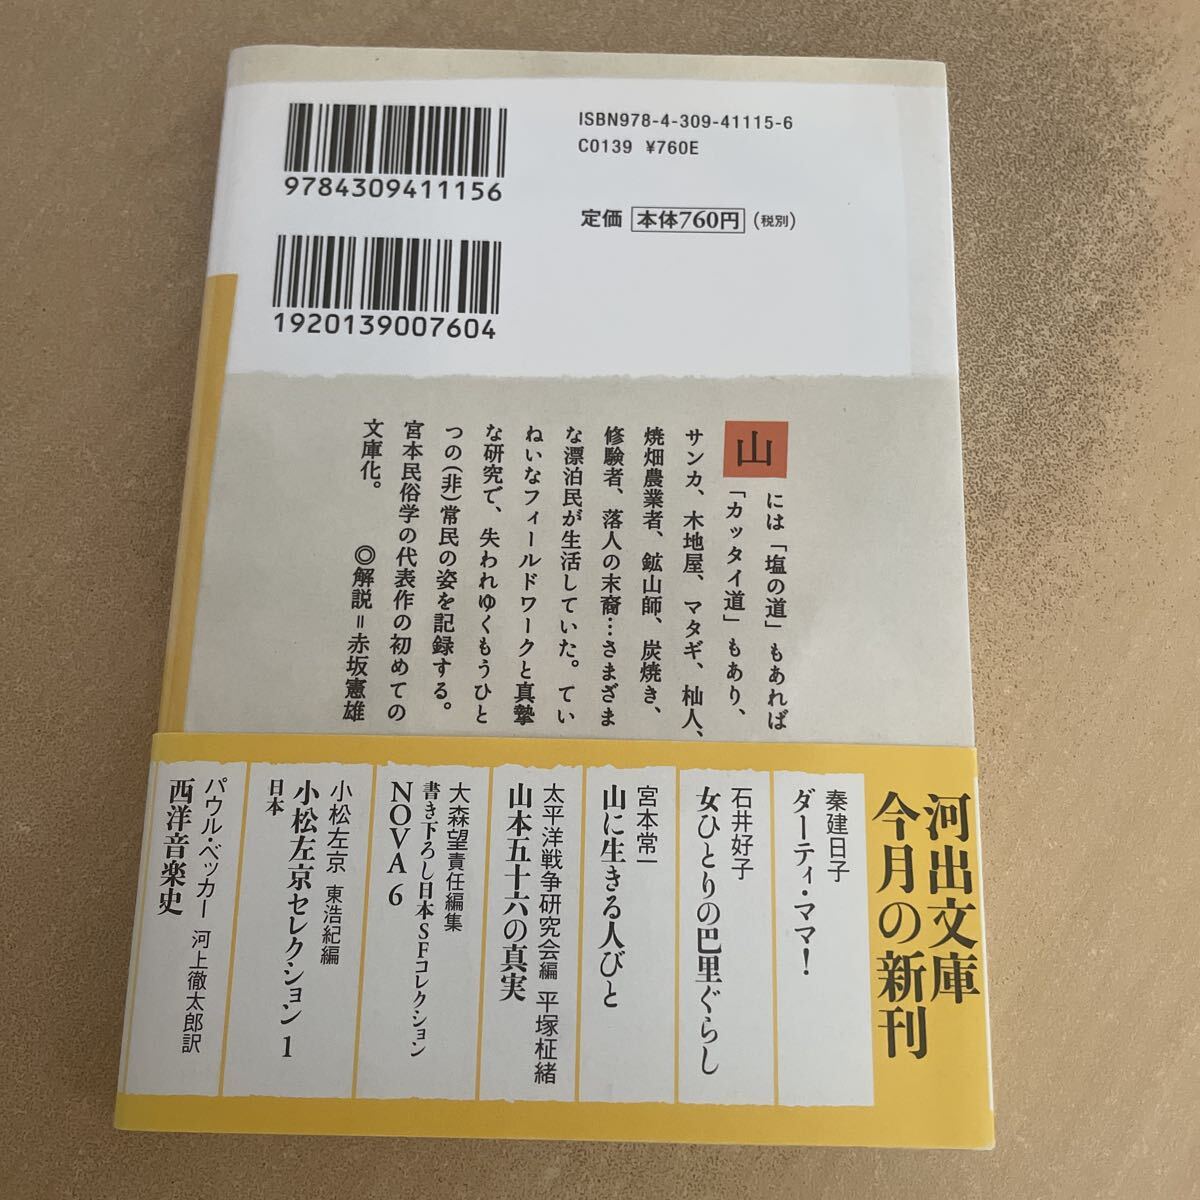 9784309411156
ISBN978-4-309-41115-6
C0139 ¥760E
定価 本体760円 (税別)
1920139007604
山には「塩の道」もあれば
「カッタイ道」もあり、
サンカ、木地屋、マタギ、杣人、
焼畑農業者、鉱山師、炭焼き、
修験者、落人の末裔…さまざま
な漂泊民が生活していた。てい
ねいなフィールドワークと真摯
な研究で、失われゆくもうひと
つの(非)常民の姿を記録する。
宮本民俗学の代表作の初めての
文庫化。 ◎解説=赤坂憲雄
河出文庫
今月の新刊
秦建日子
ダーティ・ママ!
石井好子
女ひとりの巴里ぐらし
宮本常一
山に生きる人びと
太平洋戦争研究会編 平塚柾緒
山本五十六の真実
大森望責任編集
書き下ろし日本SFコレクション
NOVA 6
小松左京 東浩紀編
小松左京セレクション 1
日本
パウル・ベッカー 河上徹太郎訳
西洋音楽史